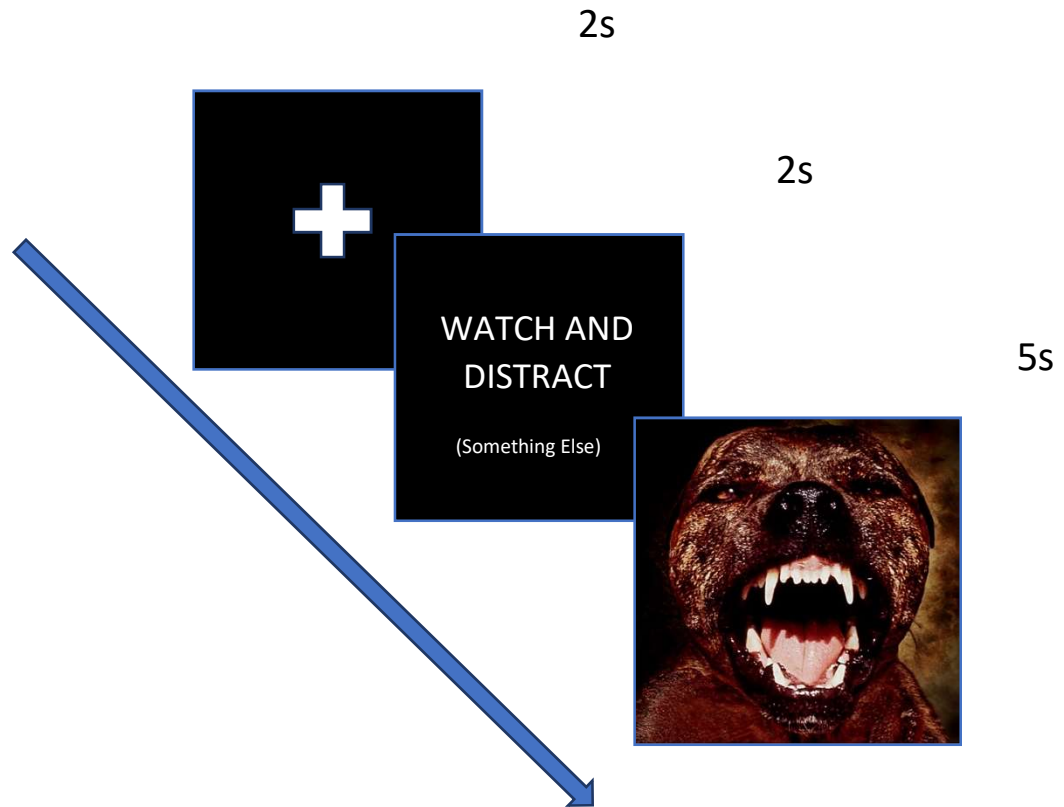 2s
2s
WATCH AND
DISTRACT
(Something Else)
5s